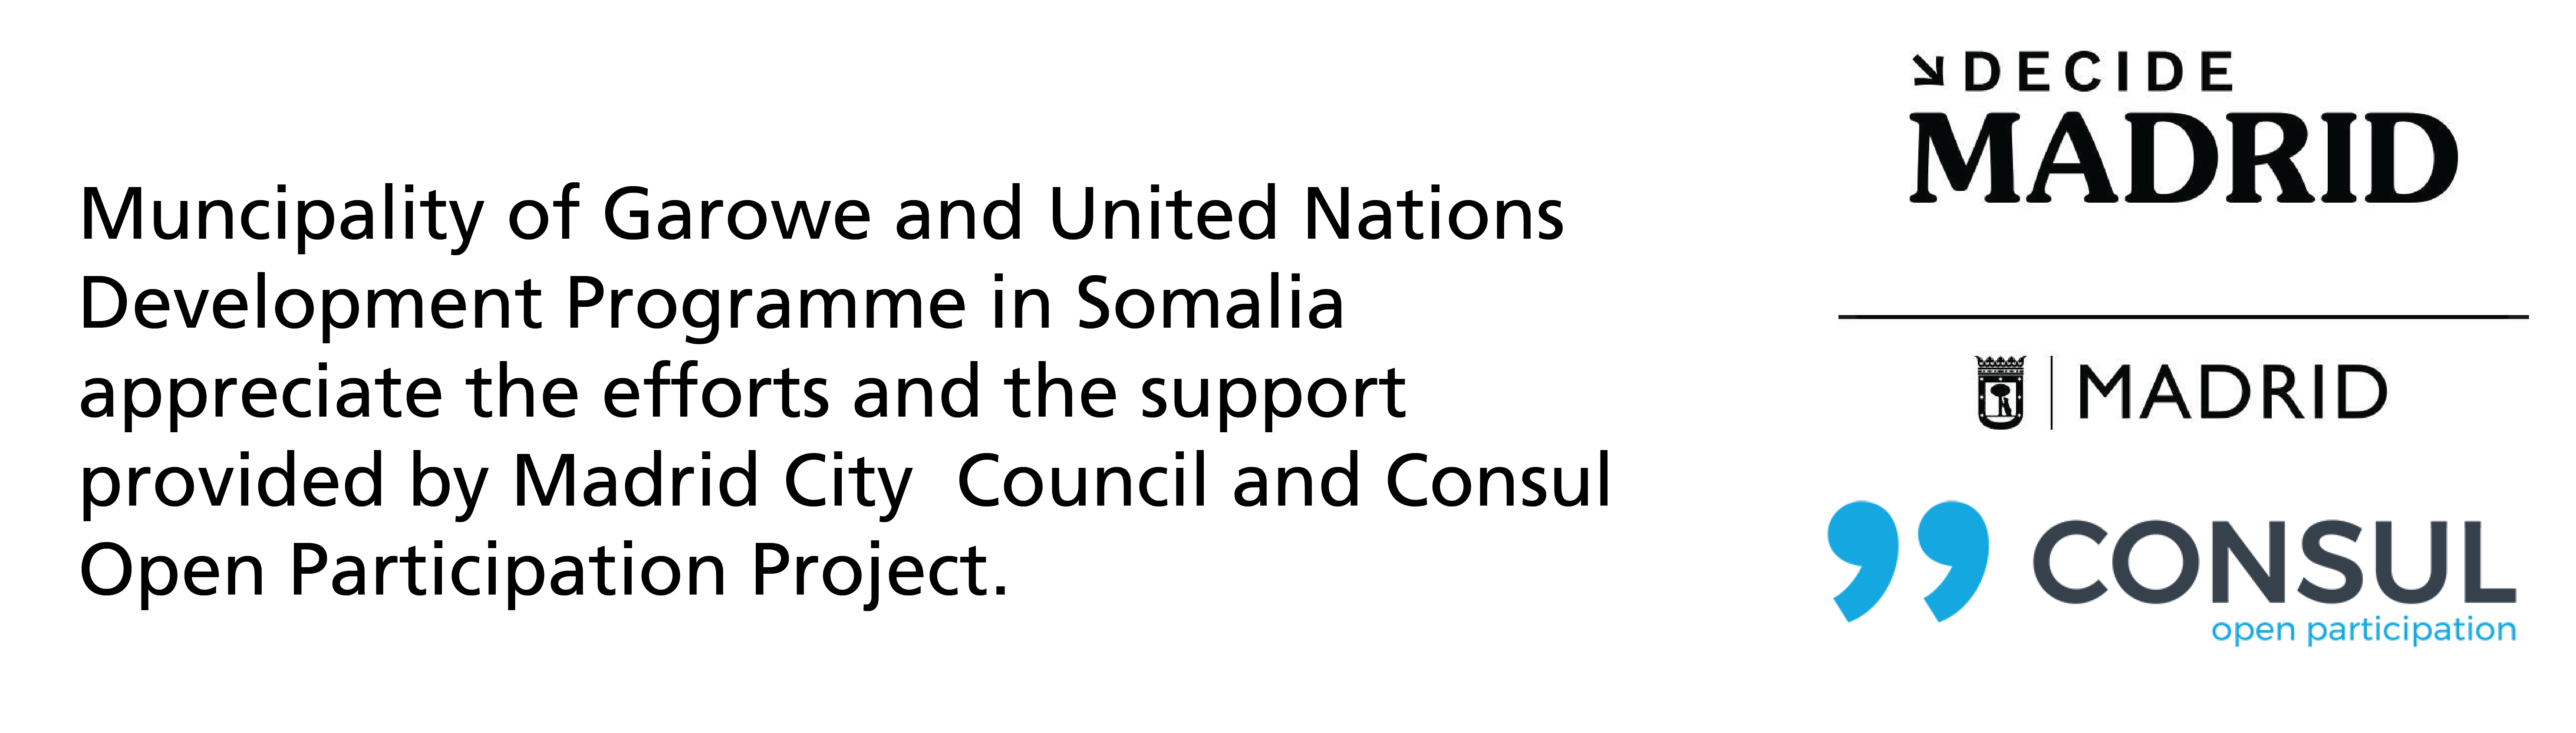 Muncipality of Garowe and United Nations
Development Programme in Somalia
appreciate the efforts and the support
provided by Madrid City  Council and Consul
Open Participation Project.
DECIDE
MADRID
MADRID
CONSUL
open participation